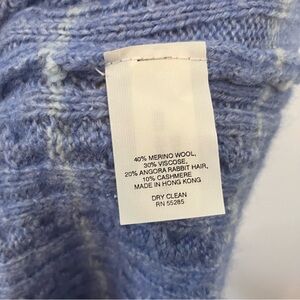 40% MERINO WOOL,
30% VISCOSE,
20% ANGORA RABBIT HAIR,
10% CASHMERE
MADE IN HONG KONG
DRY CLEAN
RN 55285